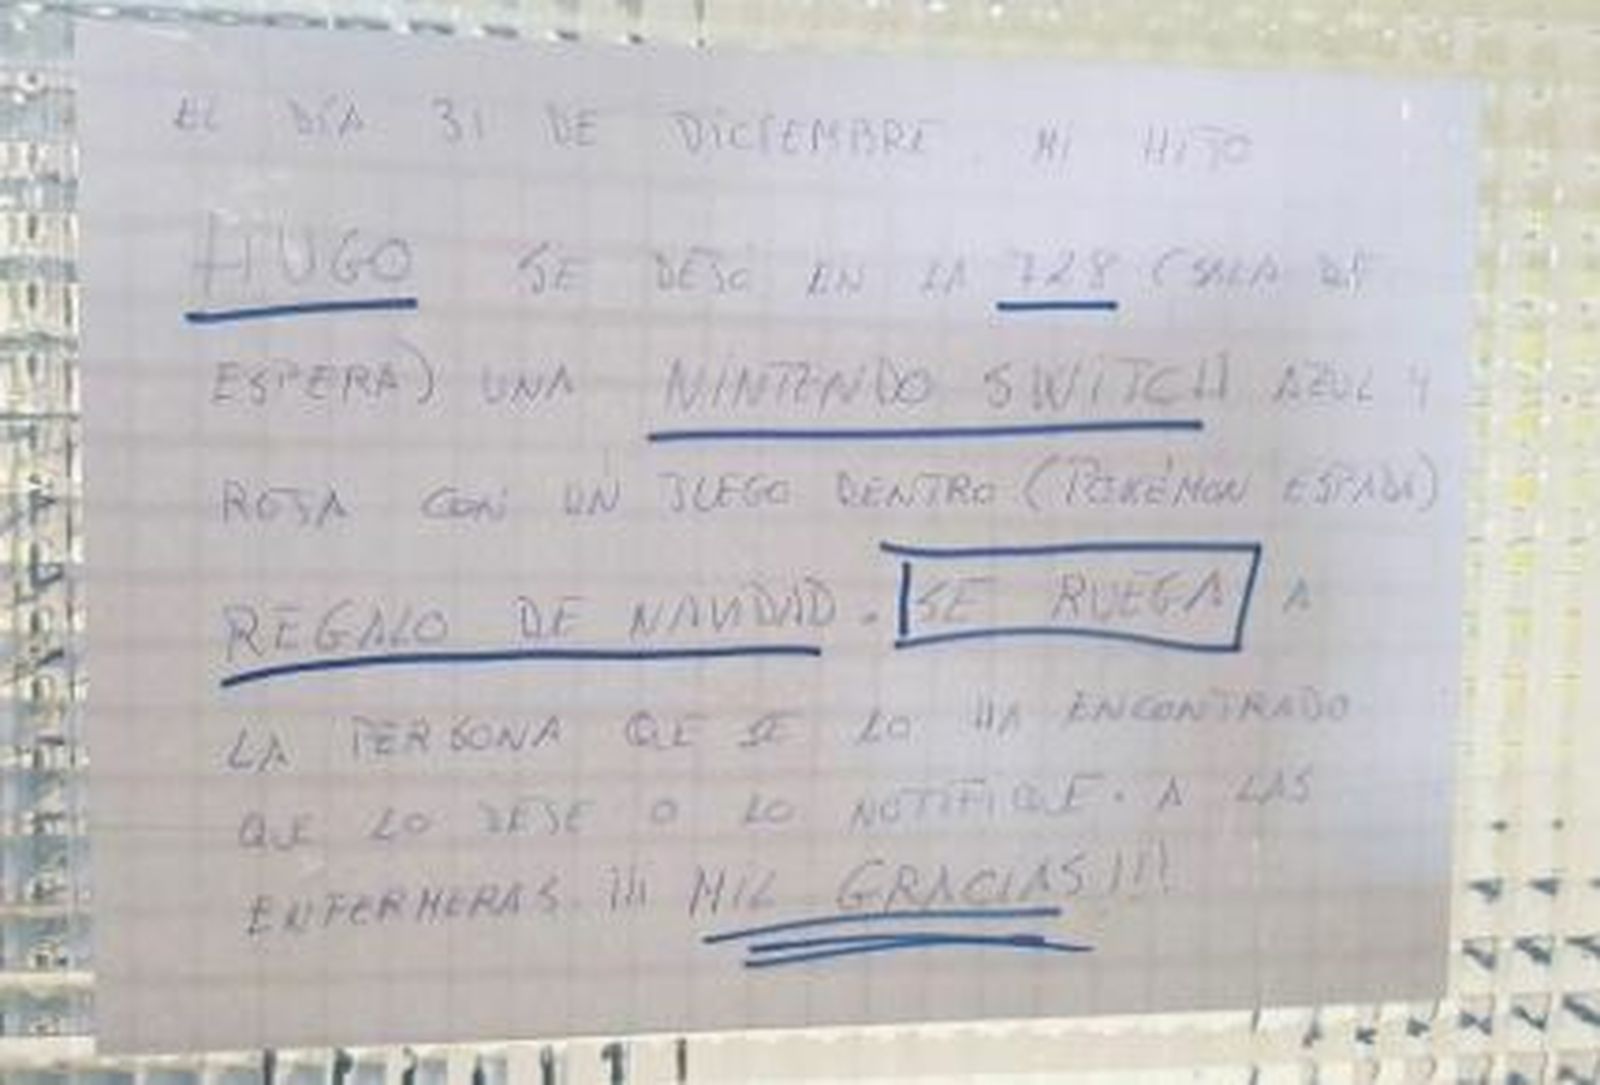 EL DÍA 31 DE DICIEMBRE. MI HIJO
HUGO SE DEJÓ EN LA 728 (SALA DE
ESPERA) UNA NINTENDO SWITCH AZUL Y
ROSA CON UN JUEGO DENTRO (POKÉMON ESPADA)
REGALO DE NAVIDAD. SE RUEGA A
LA PERSONA QUE SE LO HA ENCONTRADO
QUE LO DEJE O LO NOTIFIQUE. A LAS
ENFERMERAS. ¡¡¡ MIL GRACIAS!!!